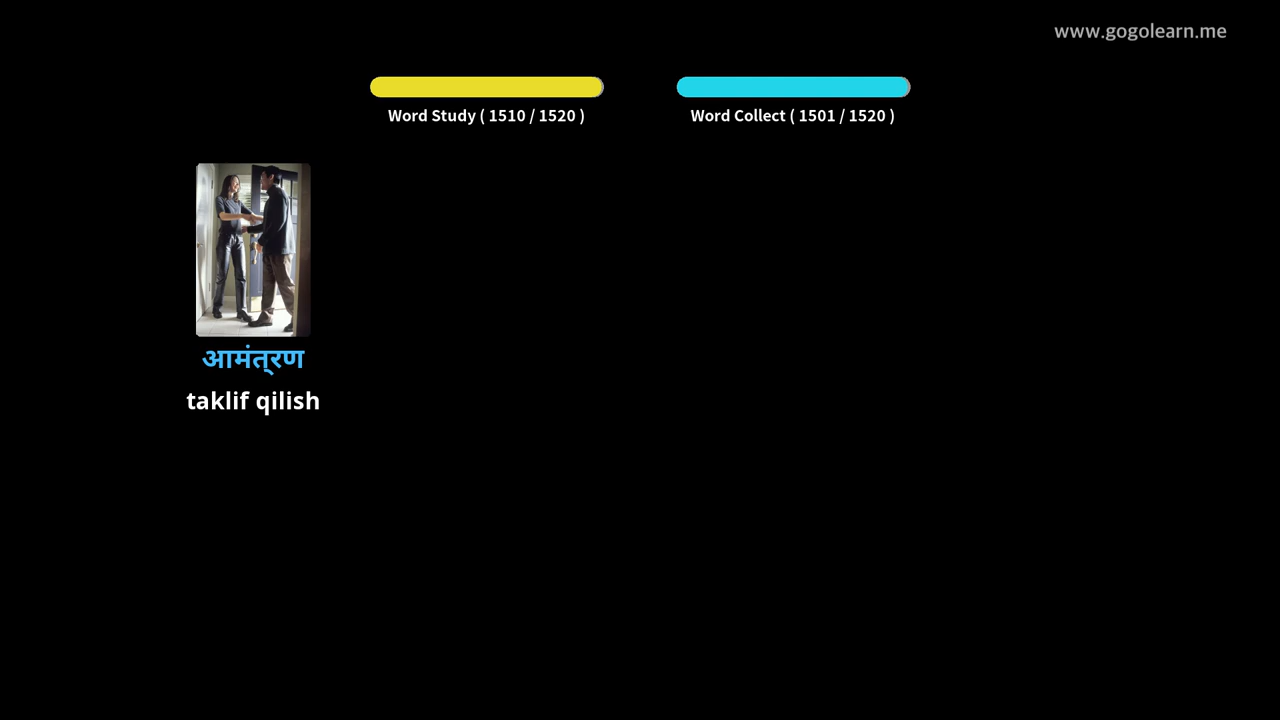 www.gogolearn.me
Word Study ( 1510 / 1520 )
Word Collect ( 1501 / 1520 )
आमंत्रण
taklif qilish